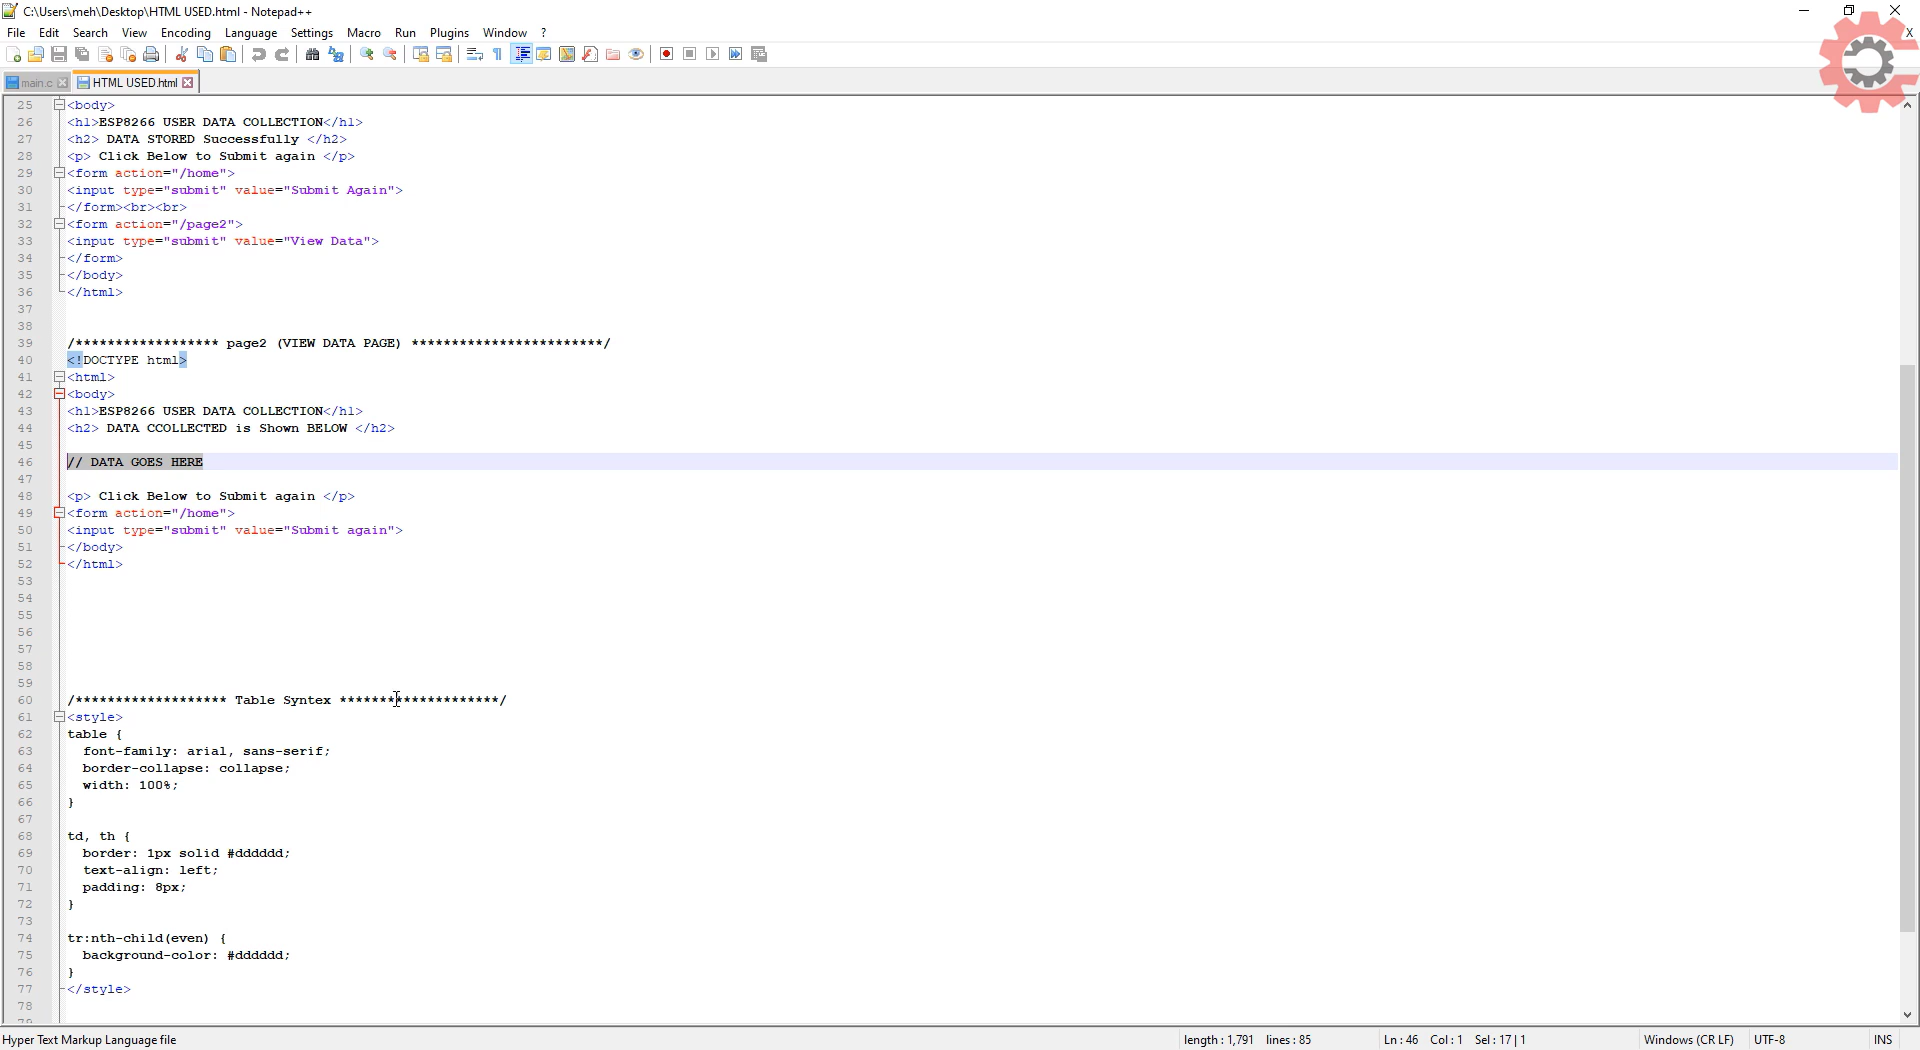 C:\Users\meh\Desktop\HTML USED.html - Notepad++
File Edit Search View Encoding Language Settings Macro Run Plugins Window ?
X
main.c HTML USED.html
25 <body>
26 <h1>ESP8266 USER DATA COLLECTION</h1>
27 <h2> DATA STORED Successfully </h2>
28 <p> Click Below to Submit again </p>
29 <form action="/home">
30 <input type="submit" value="Submit Again">
31 </form><br><br>
32 <form action="/page2">
33 <input type="submit" value="View Data">
34 </form>
35 </body>
36 </html>
37
38
39 /****************** page2 (VIEW DATA PAGE) ************************/
40 <!DOCTYPE html>
41 <html>
42 <body>
43 <h1>ESP8266 USER DATA COLLECTION</h1>
44 <h2> DATA CCOLLECTED is Shown BELOW </h2>
45
46 // DATA GOES HERE
47
48 <p> Click Below to Submit again </p>
49 <form action="/home">
50 <input type="submit" value="Submit again">
51 </body>
52 </html>
53
54
55
56
57
58
59
60 /******************* Table Syntex ********************/
61 <style>
62 table {
63 font-family: arial, sans-serif;
64 border-collapse: collapse;
65 width: 100%;
66 }
67
68 td, th {
69 border: 1px solid #dddddd;
70 text-align: left;
71 padding: 8px;
72 }
73
74 tr:nth-child(even) {
75 background-color: #dddddd;
76 }
77 </style>
78
Hyper Text Markup Language file length : 1,791 lines : 85 Ln : 46 Col : 1 Sel : 17 | 1 Windows (CR LF) UTF-8 INS